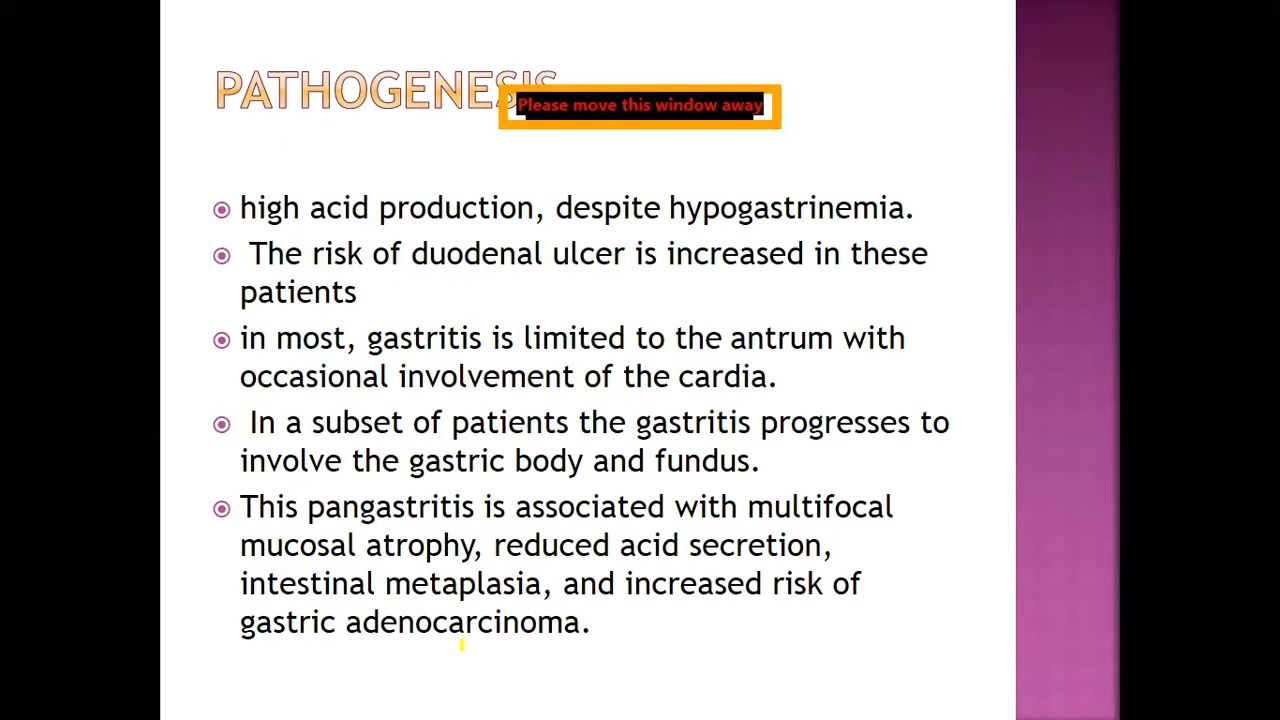 PATHOGENESIS
Please move this window away
high acid production, despite hypogastrinemia.
The risk of duodenal ulcer is increased in these
patients
in most, gastritis is limited to the antrum with
occasional involvement of the cardia.
In a subset of patients the gastritis progresses to
involve the gastric body and fundus.
This pangastritis is associated with multifocal
mucosal atrophy, reduced acid secretion,
intestinal metaplasia, and increased risk of
gastric adenocarcinoma.